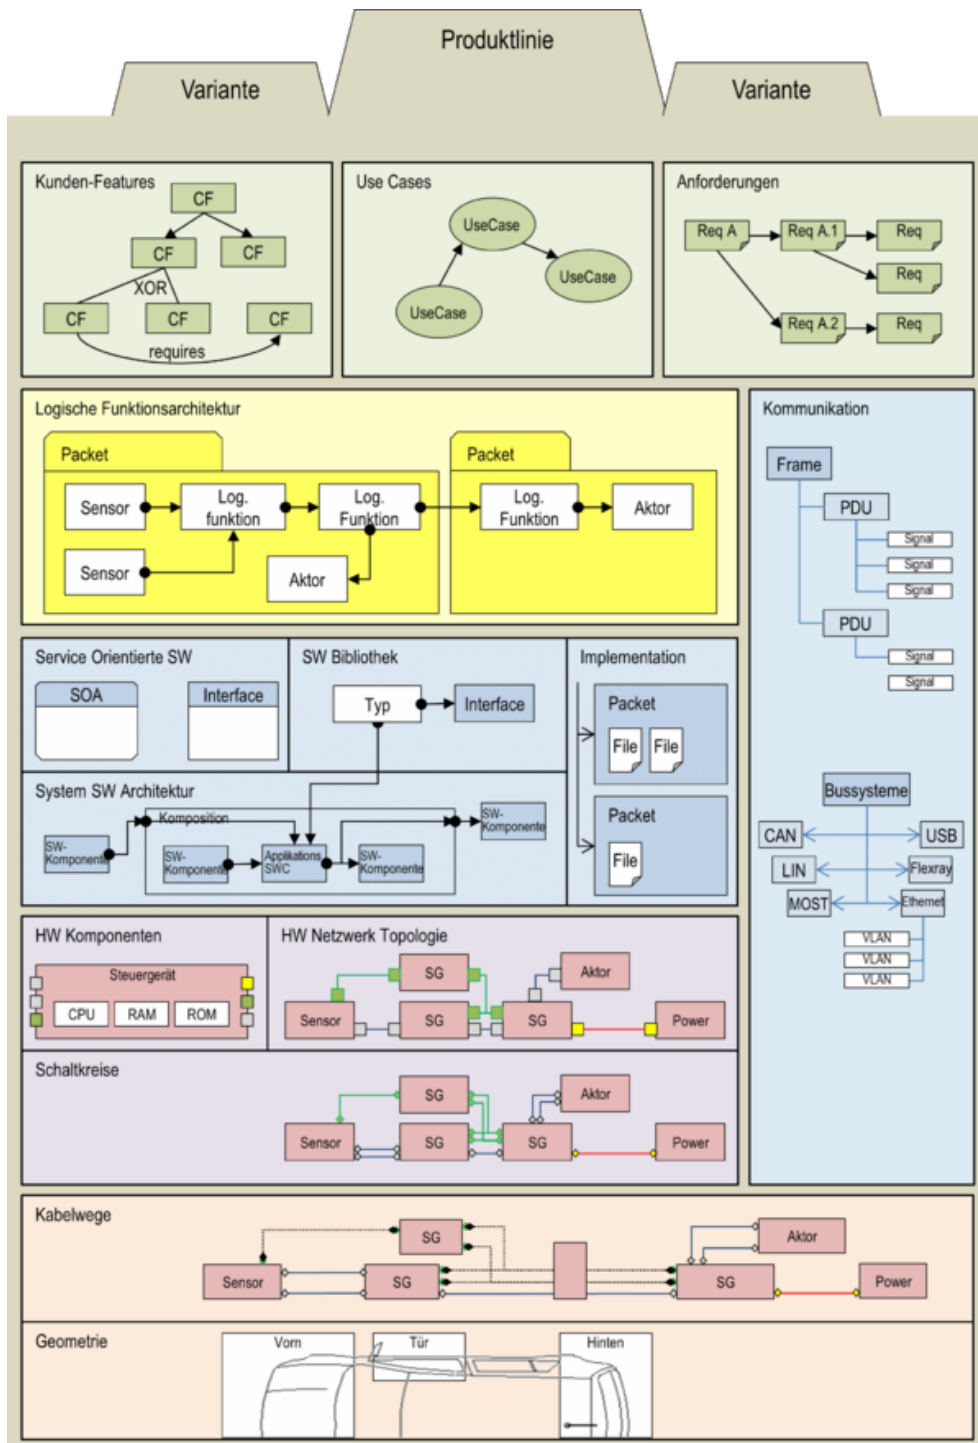 Produktlinie
Variante
Variante
Kunden-Features
CF
CF
CF
XOR
CF
CF
CF
requires
Use Cases
UseCase
UseCase
UseCase
Anforderungen
Req A
Req A.1
Req
Req
Req A.2
Req
Logische Funktionsarchitektur
Packet
Sensor
Log.
funktion
Log.
Funktion
Sensor
Aktor
Packet
Log.
Funktion
Aktor
Kommunikation
Frame
PDU
Signal
Signal
Signal
PDU
Signal
Signal
Bussysteme
CAN
USB
LIN
Flexray
MOST
Ethernet
VLAN
VLAN
VLAN
Service Orientierte SW
SOA
Interface
SW Bibliothek
Typ
Interface
Implementation
Packet
File
File
Packet
File
System SW Architektur
Komposition
SW-
Komponente
SW-
Komponente
Applikations
SWC
SW-
Komponente
SW-
Komponente
HW Komponenten
Steuergerät
CPU
RAM
ROM
HW Netzwerk Topologie
SG
Aktor
Sensor
SG
SG
Power
Schaltkreise
SG
Aktor
Sensor
SG
SG
Power
Kabelwege
SG
Aktor
Sensor
SG
SG
Power
Geometrie
Vorn
Tür
Hinten